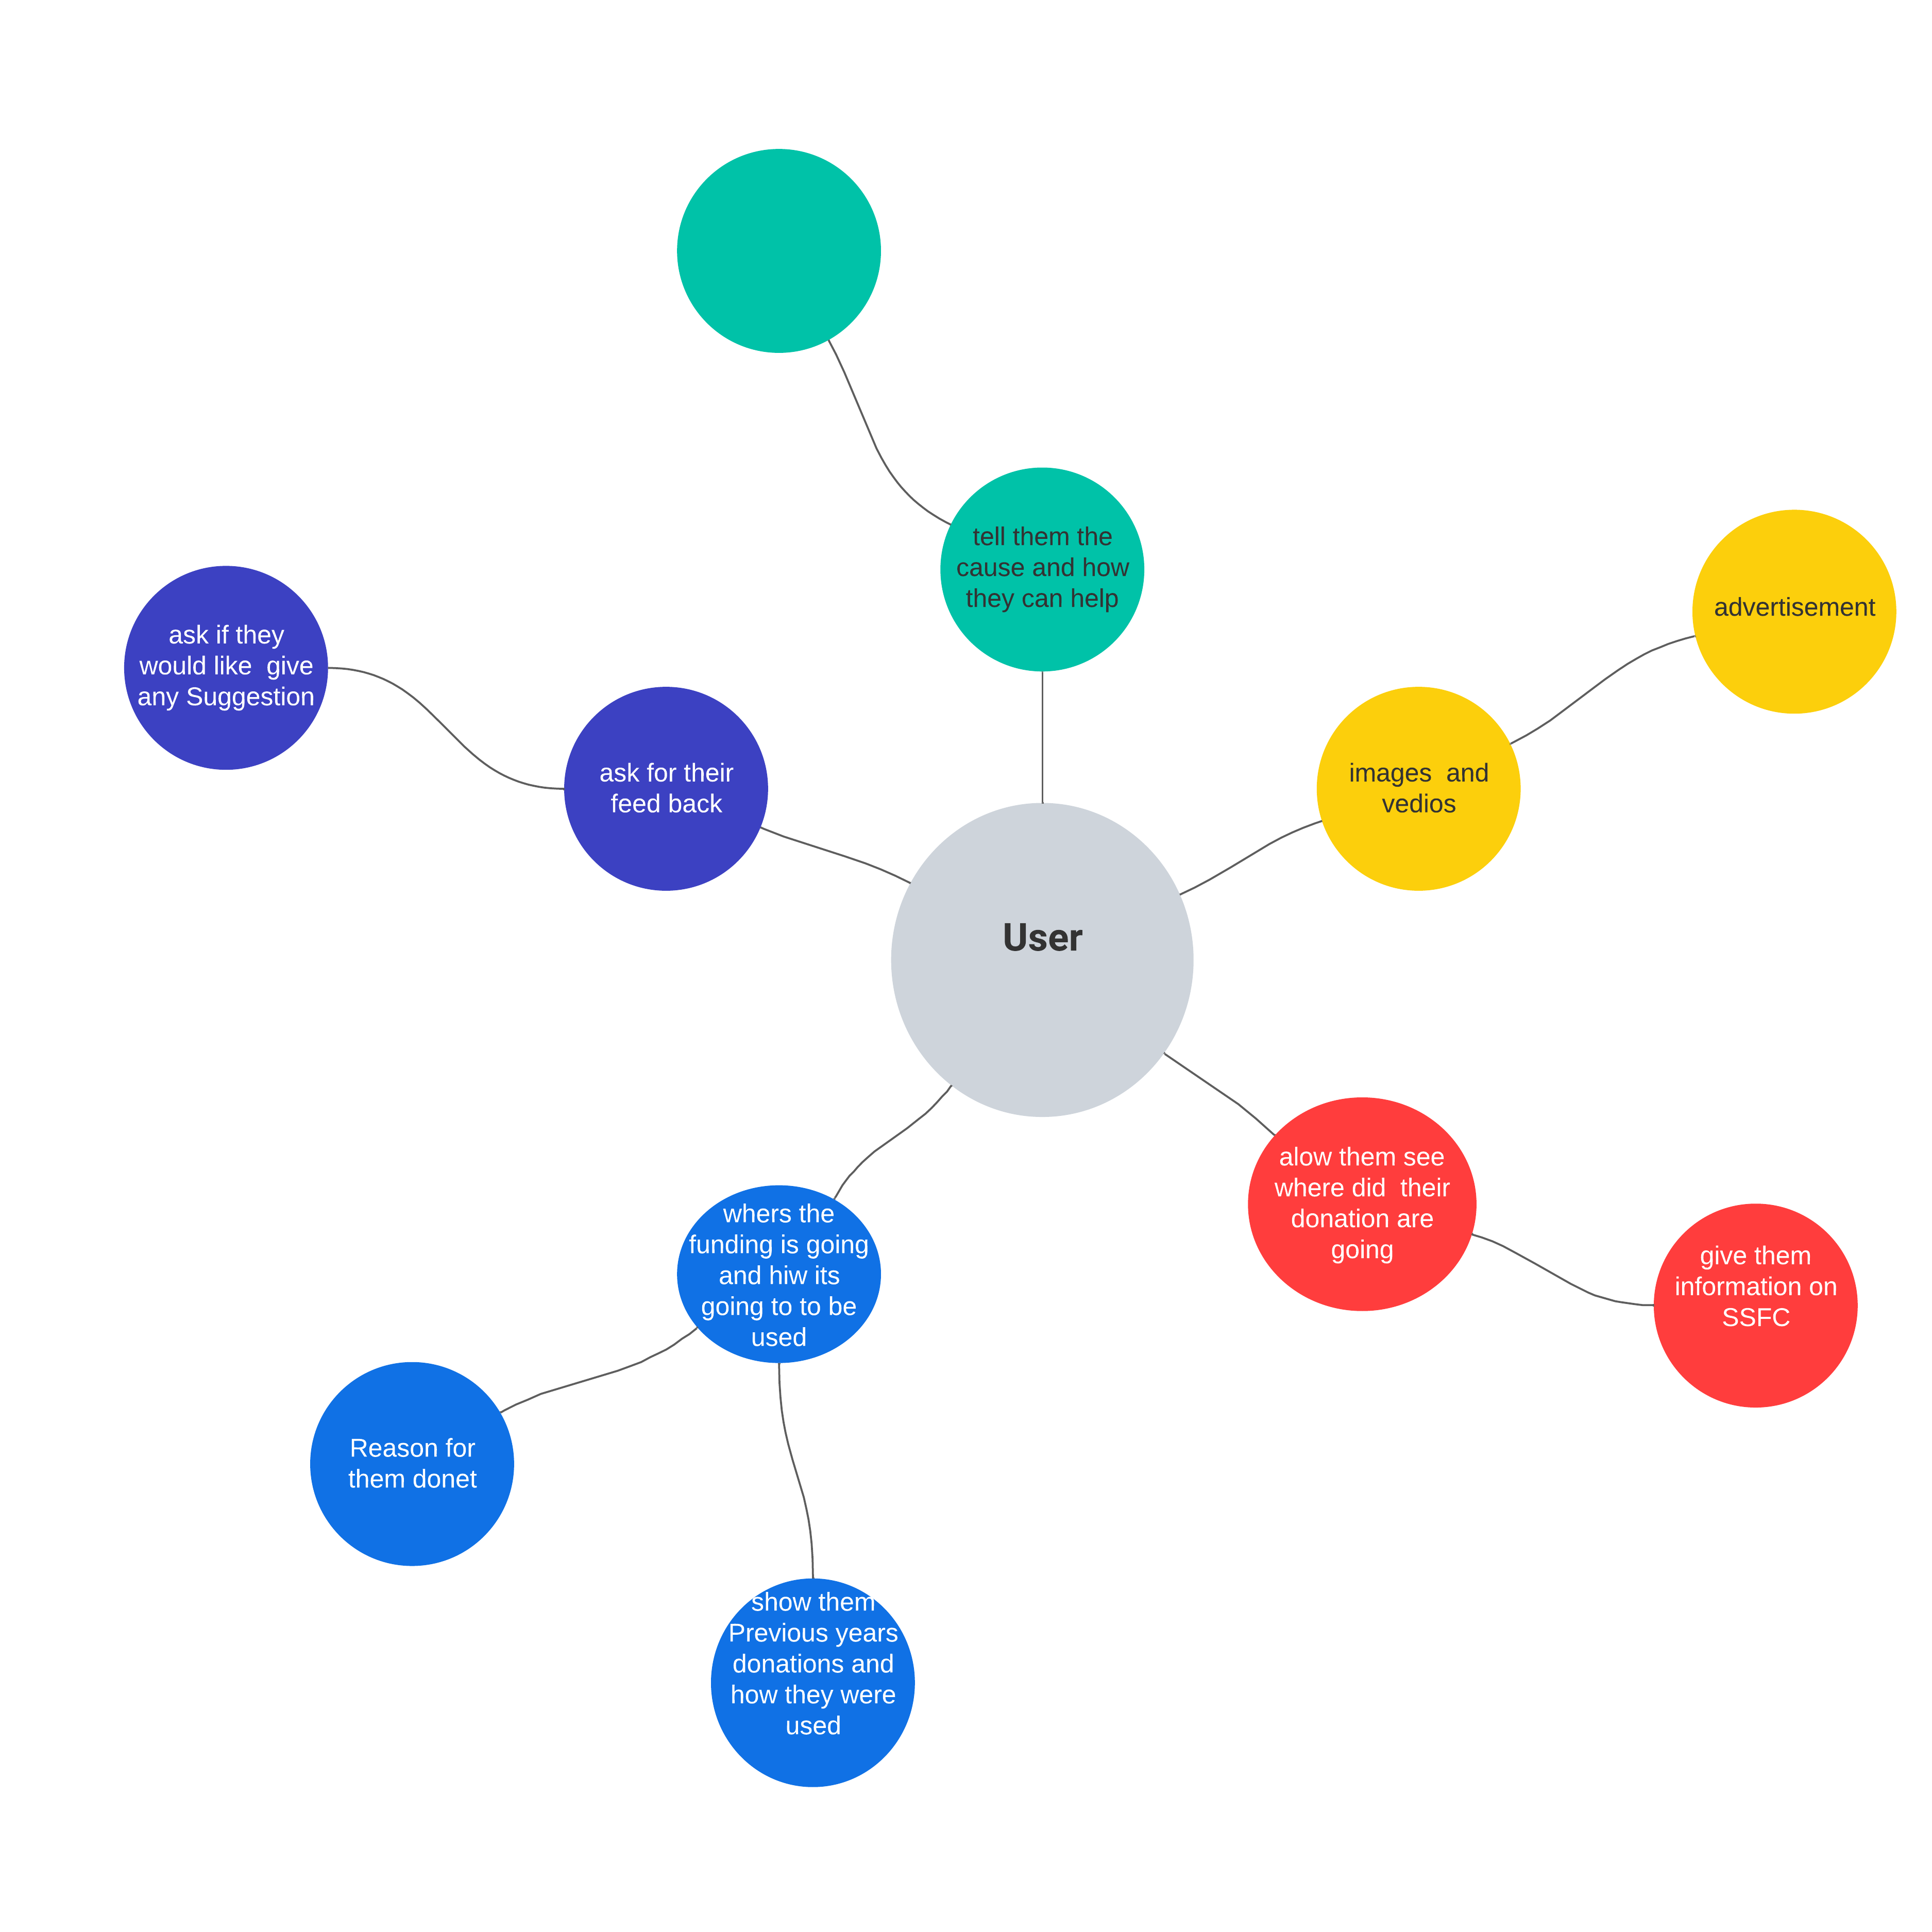 tell them the
cause and how
they can help
advertisement
ask if they
would like  give
any Suggestion
ask for their
feed back
images  and
vedios
User
alow them see
where did  their
donation are
going
whers the
funding is going
and hiw its
going to to be
used
give them
information on
SSFC
Reason for
them donet
show them
Previous years
donations and
how they were
used